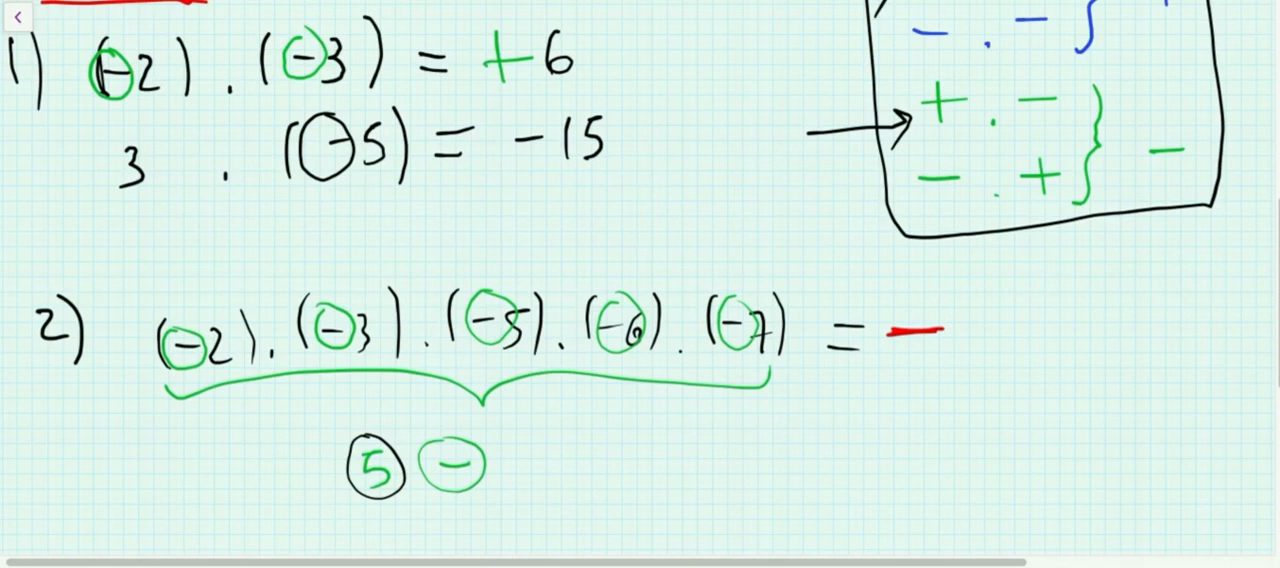 1) (-2) . (-3) = +6
3 . (-5) = -15
- . - }
+ . - }
- . + } -
2) (-2) . (-3) . (-5) . (-6) . (-7) = -
5 -